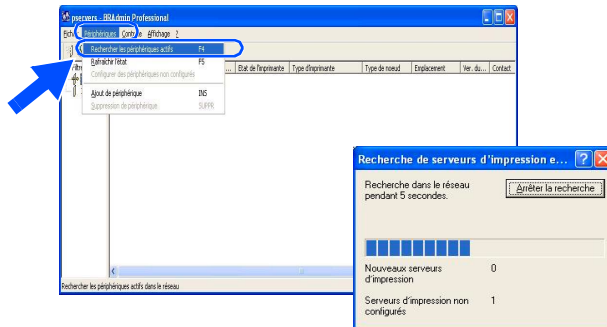 pservers - BRAdmin Professional
Périphériques Contrôle Affichage ?
Rechercher les périphériques actifs F4
Rafraîchir l'état F5
Configurer des périphériques non configurés
Ajout de périphérique INS
Suppression de périphérique SUPPR
Filtre
... Etat de l'imprimante Type d'imprimante Type de noeud Emplacement Ver. du... Contact
Rechercher les périphériques actifs dans le réseau
Recherche de serveurs d'impression e...
Recherche dans le réseau
pendant 5 secondes.
Arrêter la recherche
Nouveaux serveurs
d'impression
0
Serveurs d'impression non
configurés
1